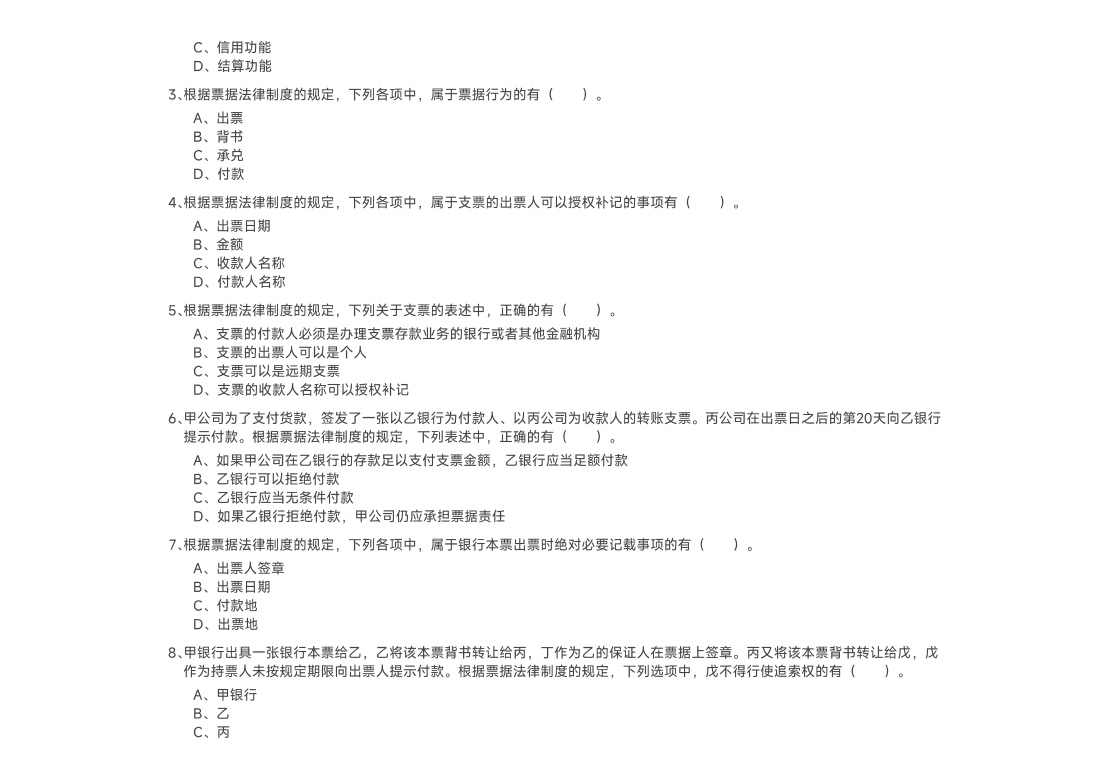 C、信用功能
D、结算功能
3、根据票据法律制度的规定，下列各项中，属于票据行为的有（　　）。
A、出票
B、背书
C、承兑
D、付款
4、根据票据法律制度的规定，下列各项中，属于支票的出票人可以授权补记的事项有（　　）。
A、出票日期
B、金额
C、收款人名称
D、付款人名称
5、根据票据法律制度的规定，下列关于支票的表述中，正确的有（　　）。
A、支票的付款人必须是办理支票存款业务的银行或者其他金融机构
B、支票的出票人可以是个人
C、支票可以是远期支票
D、支票的收款人名称可以授权补记
6、甲公司为了支付货款，签发了一张以乙银行为付款人、以丙公司为收款人的转账支票。丙公司在出票日之后的第20天向乙银行
提示付款。根据票据法律制度的规定，下列表述中，正确的有（　　）。
A、如果甲公司在乙银行的存款足以支付支票金额，乙银行应当足额付款
B、乙银行可以拒绝付款
C、乙银行应当无条件付款
D、如果乙银行拒绝付款，甲公司仍应承担票据责任
7、根据票据法律制度的规定，下列各项中，属于银行本票出票时绝对必要记载事项的有（　　）。
A、出票人签章
B、出票日期
C、付款地
D、出票地
8、甲银行出具一张银行本票给乙，乙将该本票背书转让给丙，丁作为乙的保证人在票据上签章。丙又将该本票背书转让给戊，戊
作为持票人未按规定期限向出票人提示付款。根据票据法律制度的规定，下列选项中，戊不得行使追索权的有（　　）。
A、甲银行
B、乙
C、丙